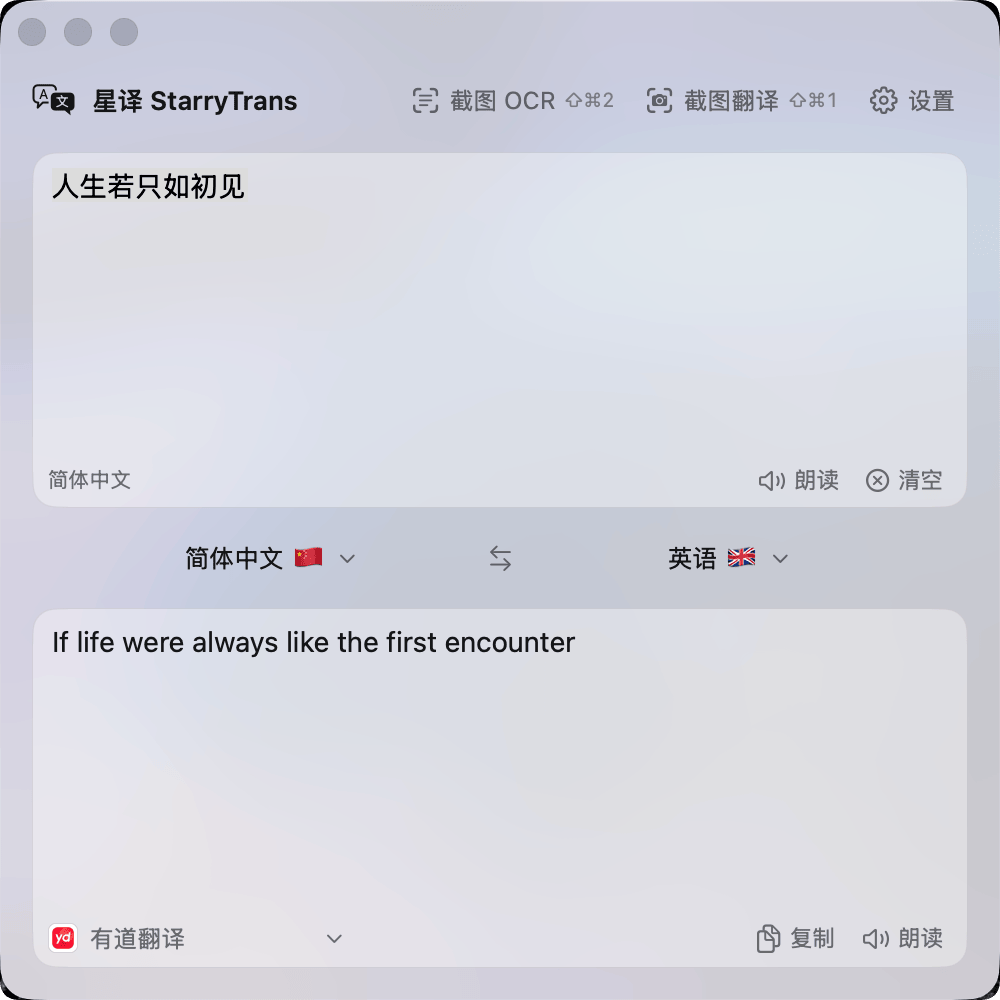 星译 StarryTrans
截图 OCR ⇧⌘2
截图翻译 ⇧⌘1
设置
人生若只如初见
简体中文
朗读
清空
简体中文 🇨🇳
英语 🇬🇧
If life were always like the first encounter
yd 有道翻译
复制
朗读